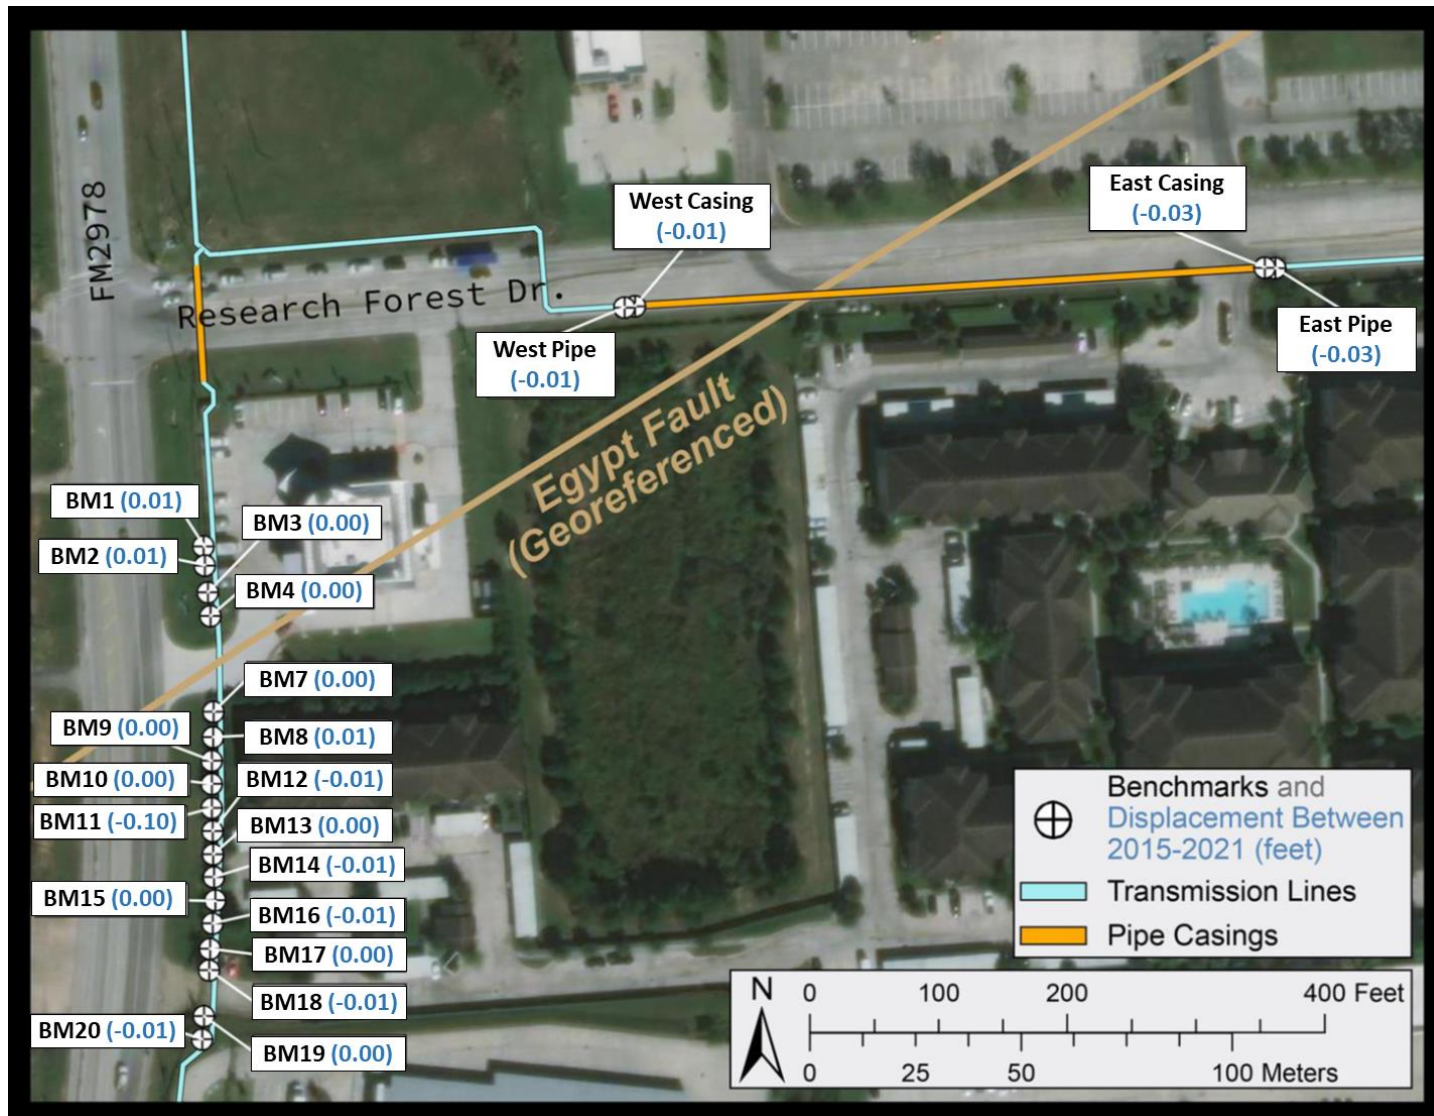 West Casing
(-0.01)
East Casing
(-0.03)
FM2978
Research Forest Dr.
West Pipe
(-0.01)
East Pipe
(-0.03)
Egypt Fault
(Georeferenced)
BM1 (0.01)
BM3 (0.00)
BM2 (0.01)
BM4 (0.00)
BM7 (0.00)
BM9 (0.00)
BM8 (0.01)
BM10 (0.00)
BM12 (-0.01)
BM11 (-0.10)
BM13 (0.00)
BM14 (-0.01)
BM15 (0.00)
BM16 (-0.01)
BM17 (0.00)
BM18 (-0.01)
BM20 (-0.01)
BM19 (0.00)
Benchmarks and
Displacement Between
2015-2021 (feet)
Transmission Lines
Pipe Casings
N
0 100 200 400 Feet
0 25 50 100 Meters